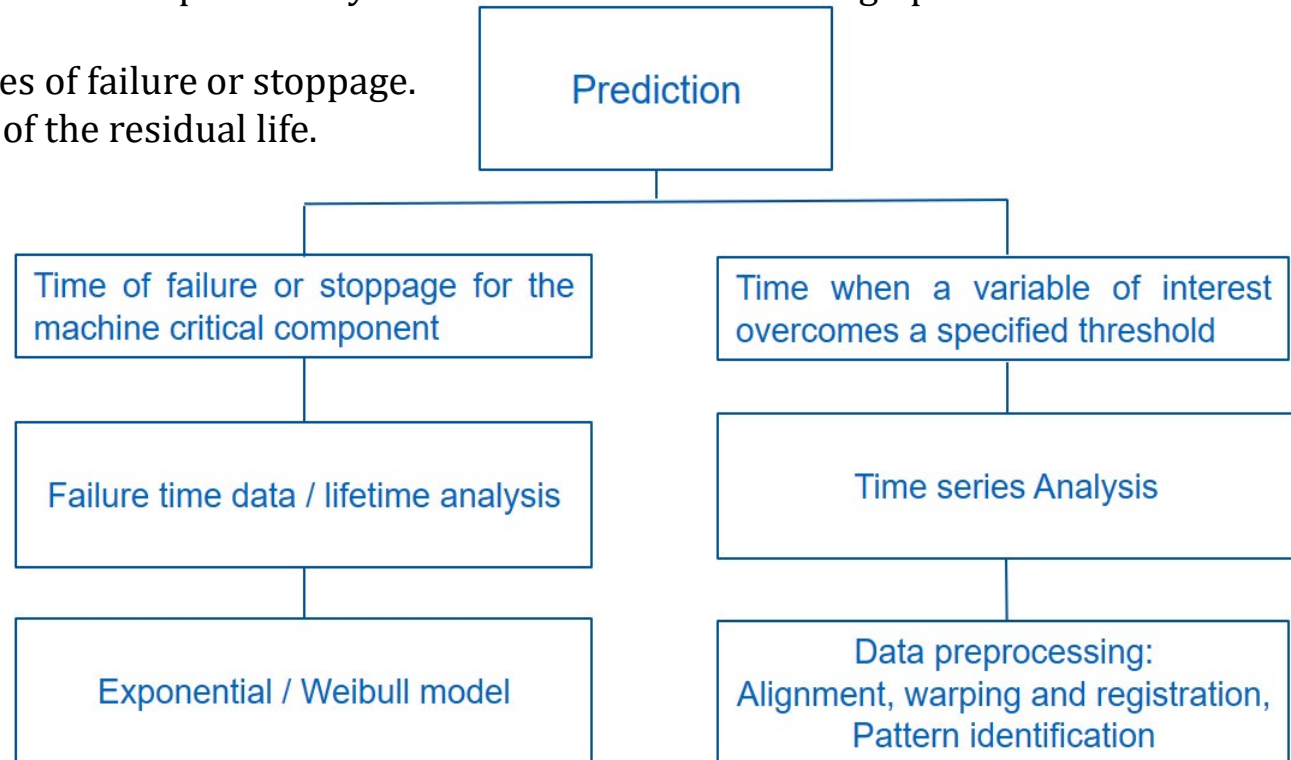 es of failure or stoppage.
of the residual life.
Prediction
Time of failure or stoppage for the
machine critical component
Time when a variable of interest
overcomes a specified threshold
Failure time data / lifetime analysis
Time series Analysis
Exponential / Weibull model
Data preprocessing:
Alignment, warping and registration,
Pattern identification